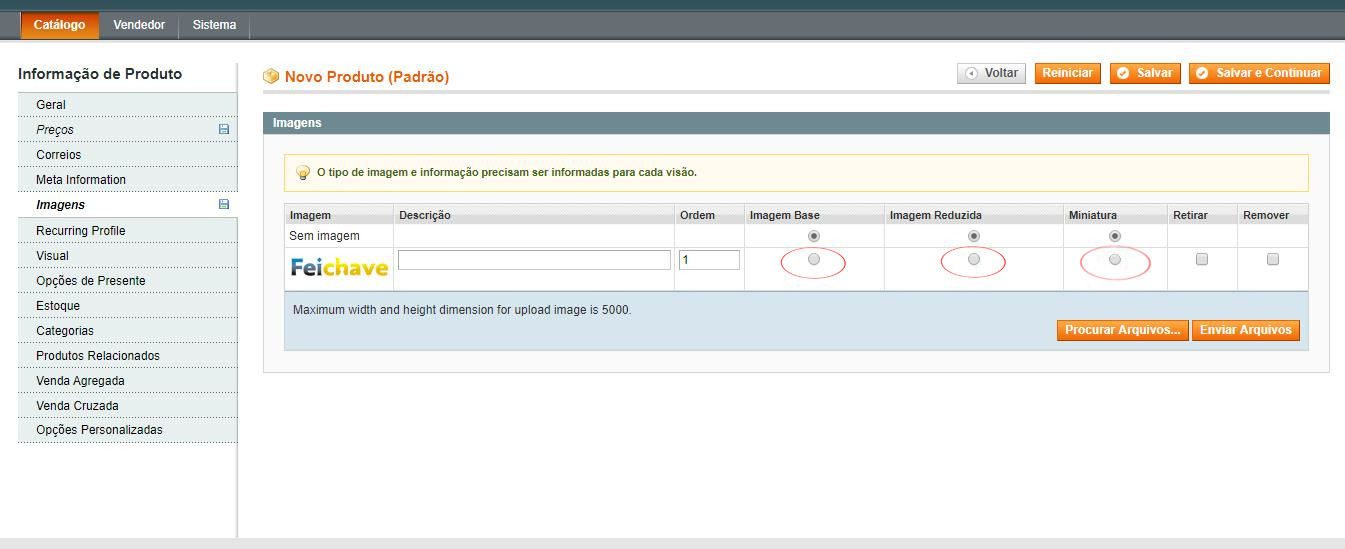 Catálogo Vendedor Sistema
Informação de Produto
Geral
Preços
Correios
Meta Information
Imagens
Recurring Profile
Visual
Opções de Presente
Estoque
Categorias
Produtos Relacionados
Venda Agregada
Venda Cruzada
Opções Personalizadas
Novo Produto (Padrão) Voltar Reiniciar Salvar Salvar e Continuar
Imagens
O tipo de imagem e informação precisam ser informadas para cada visão.
Imagem Descrição Ordem Imagem Base Imagem Reduzida Miniatura Retirar Remover
Sem imagem
Feichave 1
Maximum width and height dimension for upload image is 5000.
Procurar Arquivos... Enviar Arquivos